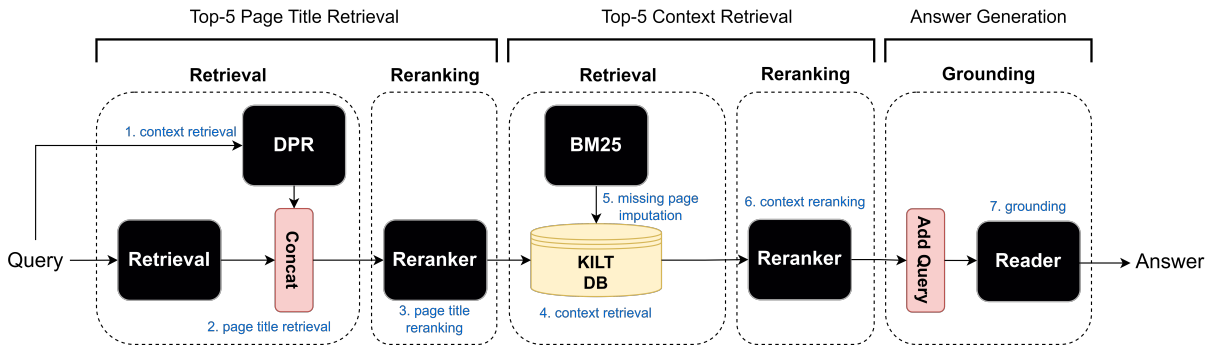 Top-5 Page Title Retrieval
Top-5 Context Retrieval
Answer Generation
Retrieval
Reranking
Retrieval
Reranking
Grounding
1. context retrieval
DPR
BM25
5. missing page
imputation
6. context reranking
7. grounding
Query
Retrieval
Concat
Reranker
KILT
DB
Reranker
Add Query
Reader
Answer
2. page title retrieval
3. page title
reranking
4. context retrieval